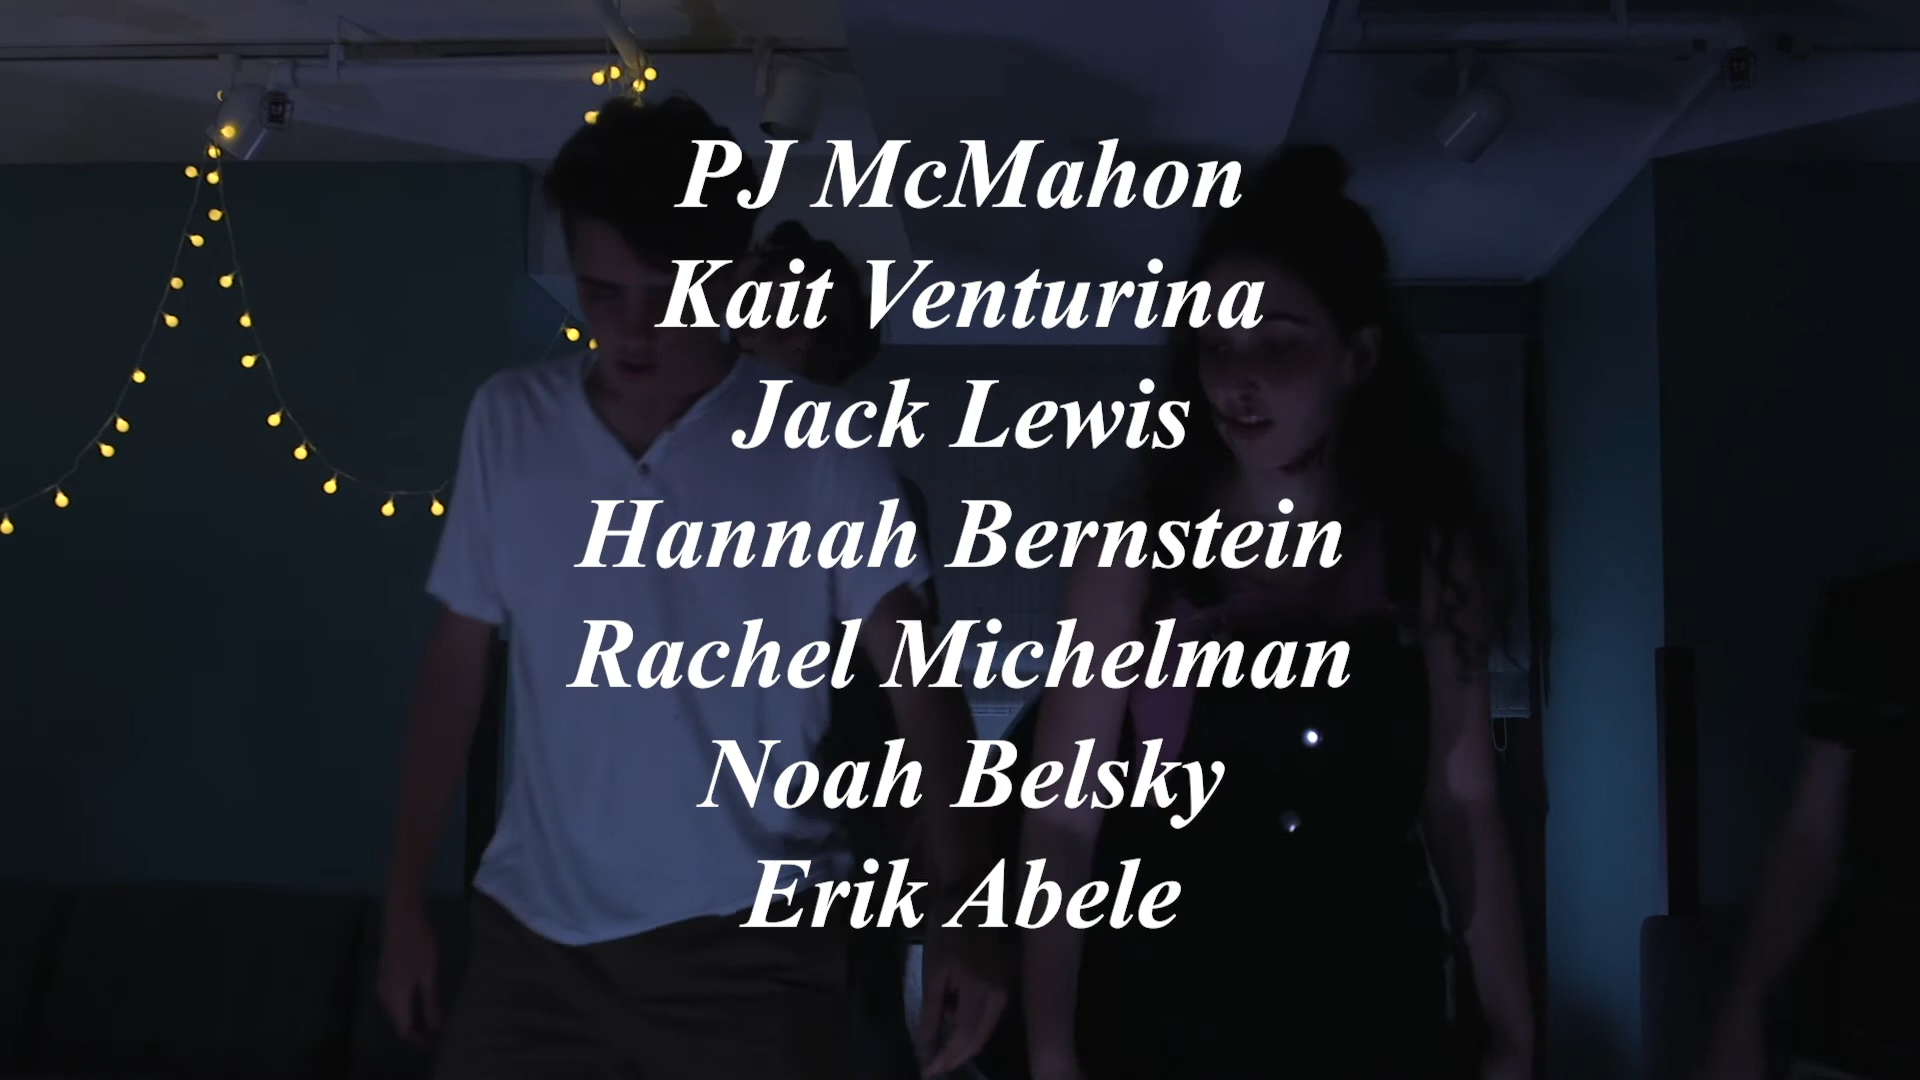 PJ McMahon
Kait Venturina
Jack Lewis
Hannah Bernstein
Rachel Michelman
Noah Belsky
Erik Abele